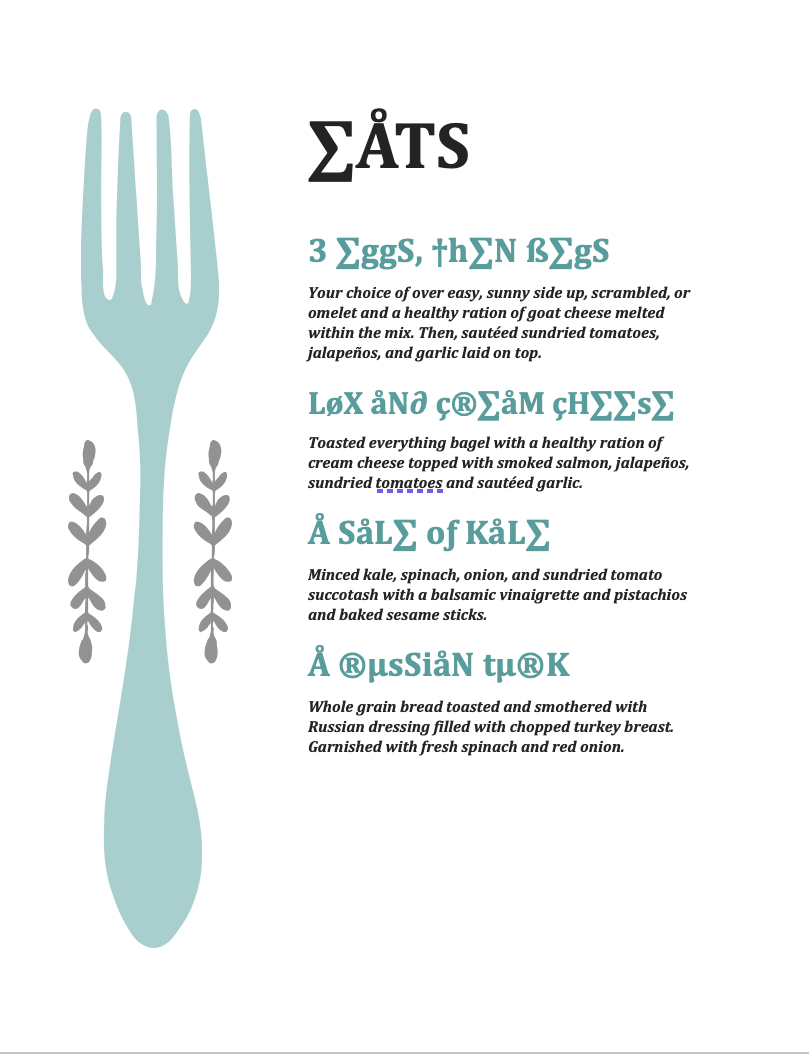 ∑ÅTS
3 ∑ggS, †h∑N ß∑gS
Your choice of over easy, sunny side up, scrambled, or
omelet and a healthy ration of goat cheese melted
within the mix. Then, sautéed sundried tomatoes,
jalapeños, and garlic laid on top.
LøX åN∂ ç®∑åM çH∑∑s∑
Toasted everything bagel with a healthy ration of
cream cheese topped with smoked salmon, jalapeños,
sundried tomatoes and sautéed garlic.
Å SåL∑ of KåL∑
Minced kale, spinach, onion, and sundried tomato
succotash with a balsamic vinaigrette and pistachios
and baked sesame sticks.
Å ®µsSiåN tµ®K
Whole grain bread toasted and smothered with
Russian dressing filled with chopped turkey breast.
Garnished with fresh spinach and red onion.